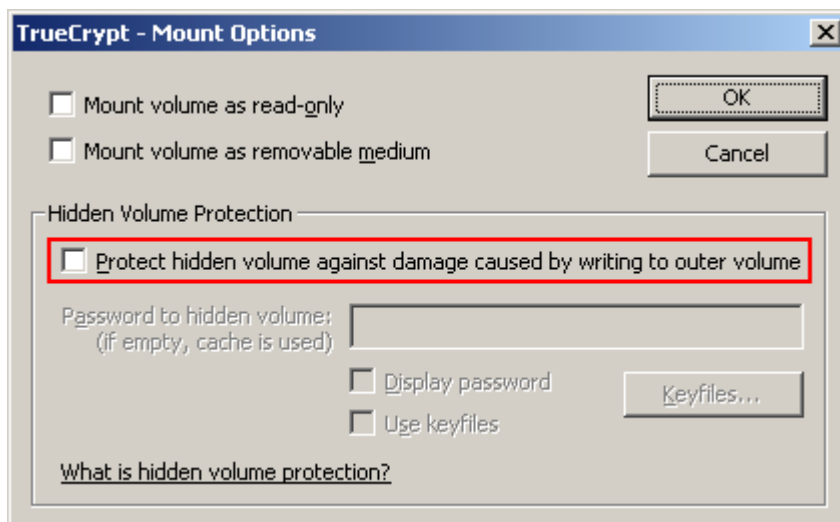 TrueCrypt - Mount Options
Mount volume as read-only
OK
Mount volume as removable medium
Cancel
Hidden Volume Protection
Protect hidden volume against damage caused by writing to outer volume
Password to hidden volume:
(if empty, cache is used)
Display password
Keyfiles...
Use keyfiles
What is hidden volume protection?